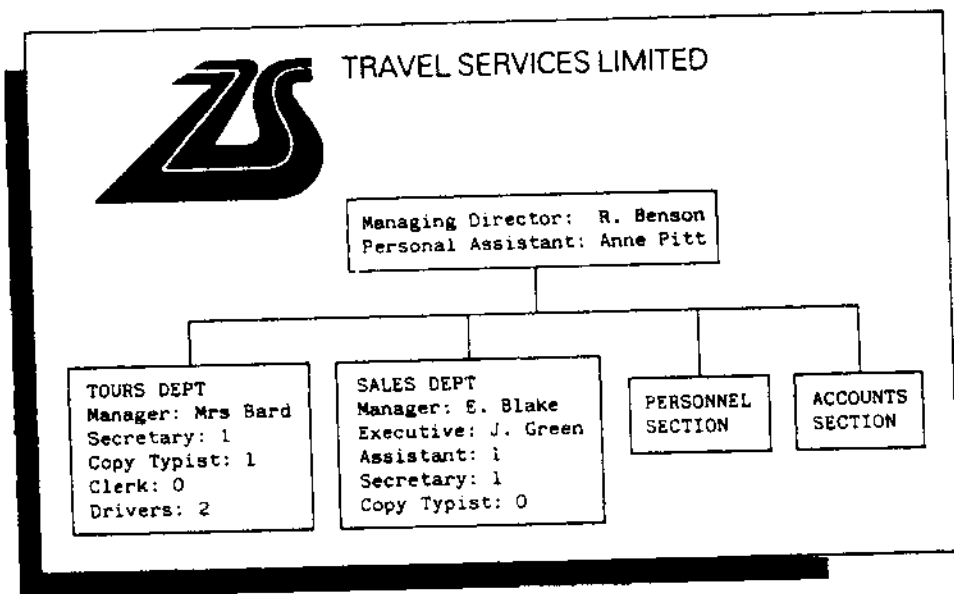 TRAVEL SERVICES LIMITED
Managing Director: R. Benson
Personal Assistant: Anne Pitt
TOURS DEPT
Manager: Mrs Bard
Secretary: 1
Copy Typist: 1
Clerk: 0
Drivers: 2
SALES DEPT
Manager: E. Blake
Executive: J. Green
Assistant: 1
Secretary: 1
Copy Typist: 0
PERSONNEL
SECTION
ACCOUNTS
SECTION